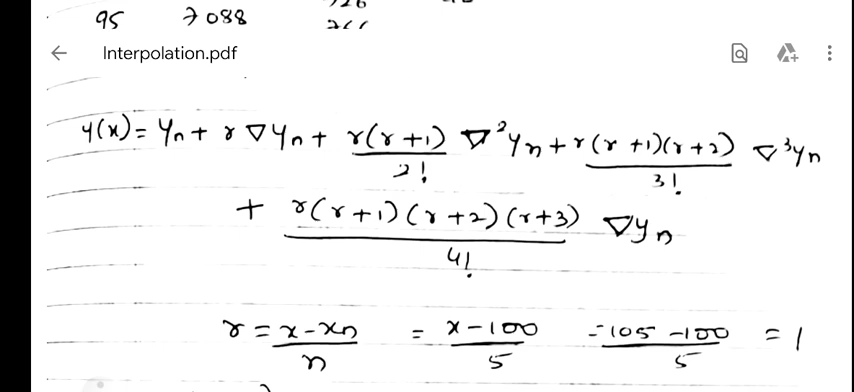 95 7088
Interpolation.pdf
y(x) = yn + r ∇yn + r(r+1)/2! ∇²yn + r(r+1)(r+2)/3! ∇³yn
+ r(r+1)(r+2)(r+3)/4! ∇yn
r = x-xn/n = x-100/5 = 105-100/5 = 1